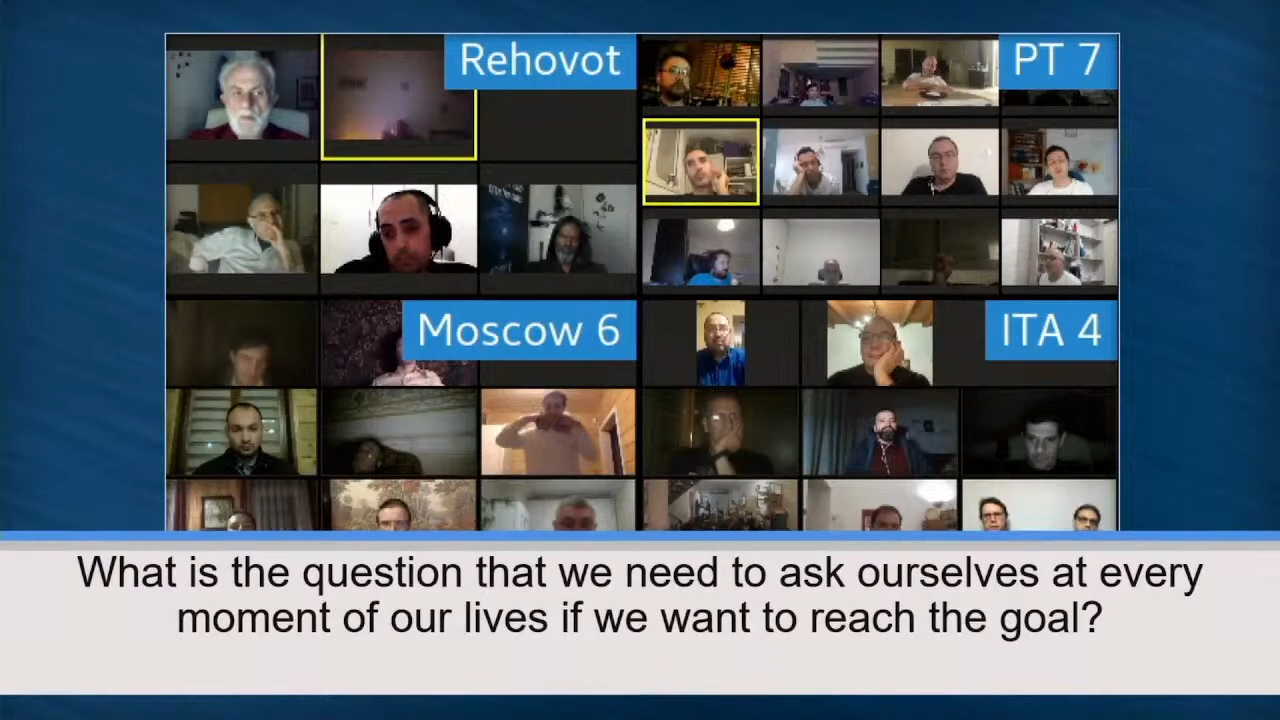 Rehovot
PT 7
Moscow 6
ITA 4
What is the question that we need to ask ourselves at every
moment of our lives if we want to reach the goal?